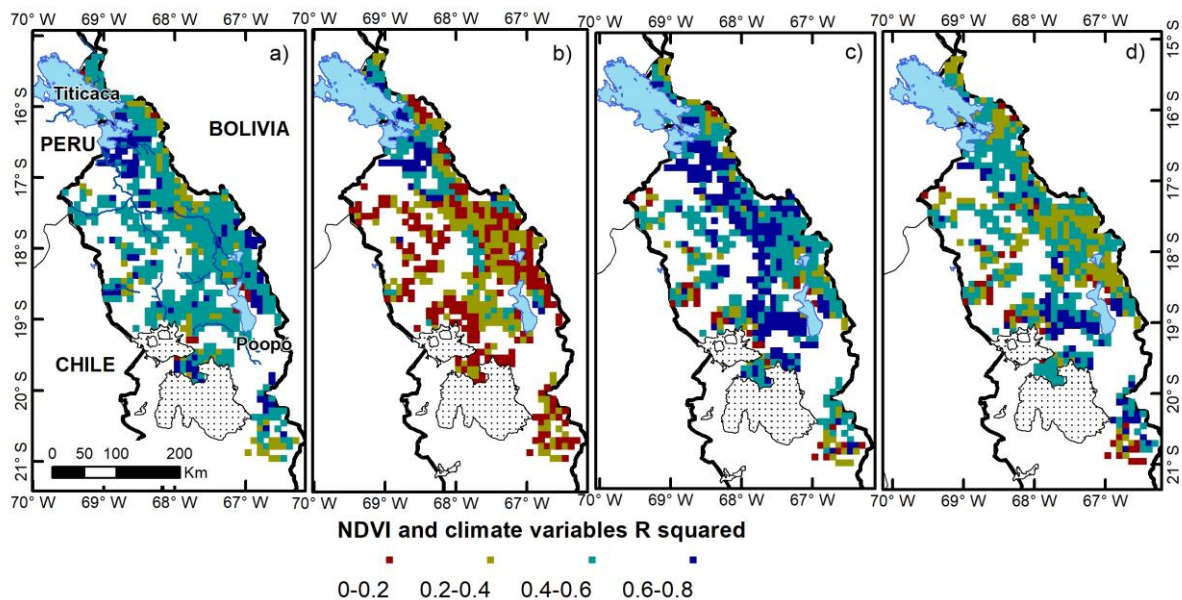 70° W 69° W 68° W 67° W 70° W 69° W 68° W 67° W 70° W 69° W 68° W 67° W 70° W 69° W 68° W 67° W
a) b) c) d)
15° S
Titicaca
16° S 16° S
BOLIVIA
PERU
17° S 17° S
18° S 18° S
19° S 19° S
Poopo
CHILE
20° S 20° S
0 50 100 200
Km
21° S 21° S
70° W 69° W 68° W 67° W 70° W 69° W 68° W 67° W 70° W 69° W 68° W 67° W 70° W 69° W 68° W 67° W
NDVI and climate variables R squared
0-0.2 0.2-0.4 0.4-0.6 0.6-0.8